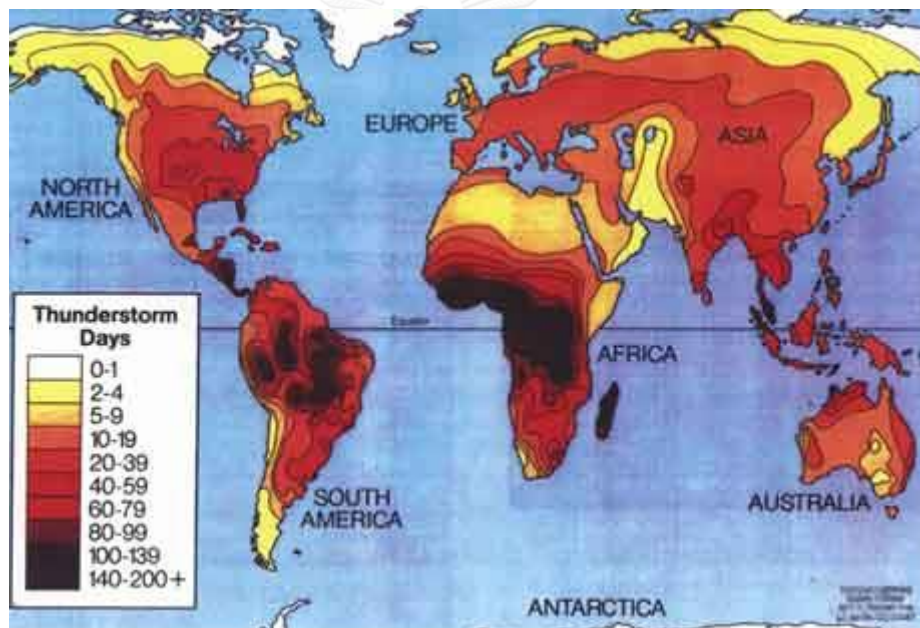 EUROPE
ASIA
NORTH
AMERICA
Thunderstorm
Days
0-1
2-4
5-9
10-19
20-39
40-59
60-79
80-99
100-139
140-200+
Equator
AFRICA
SOUTH
AMERICA
AUSTRALIA
ANTARCTICA